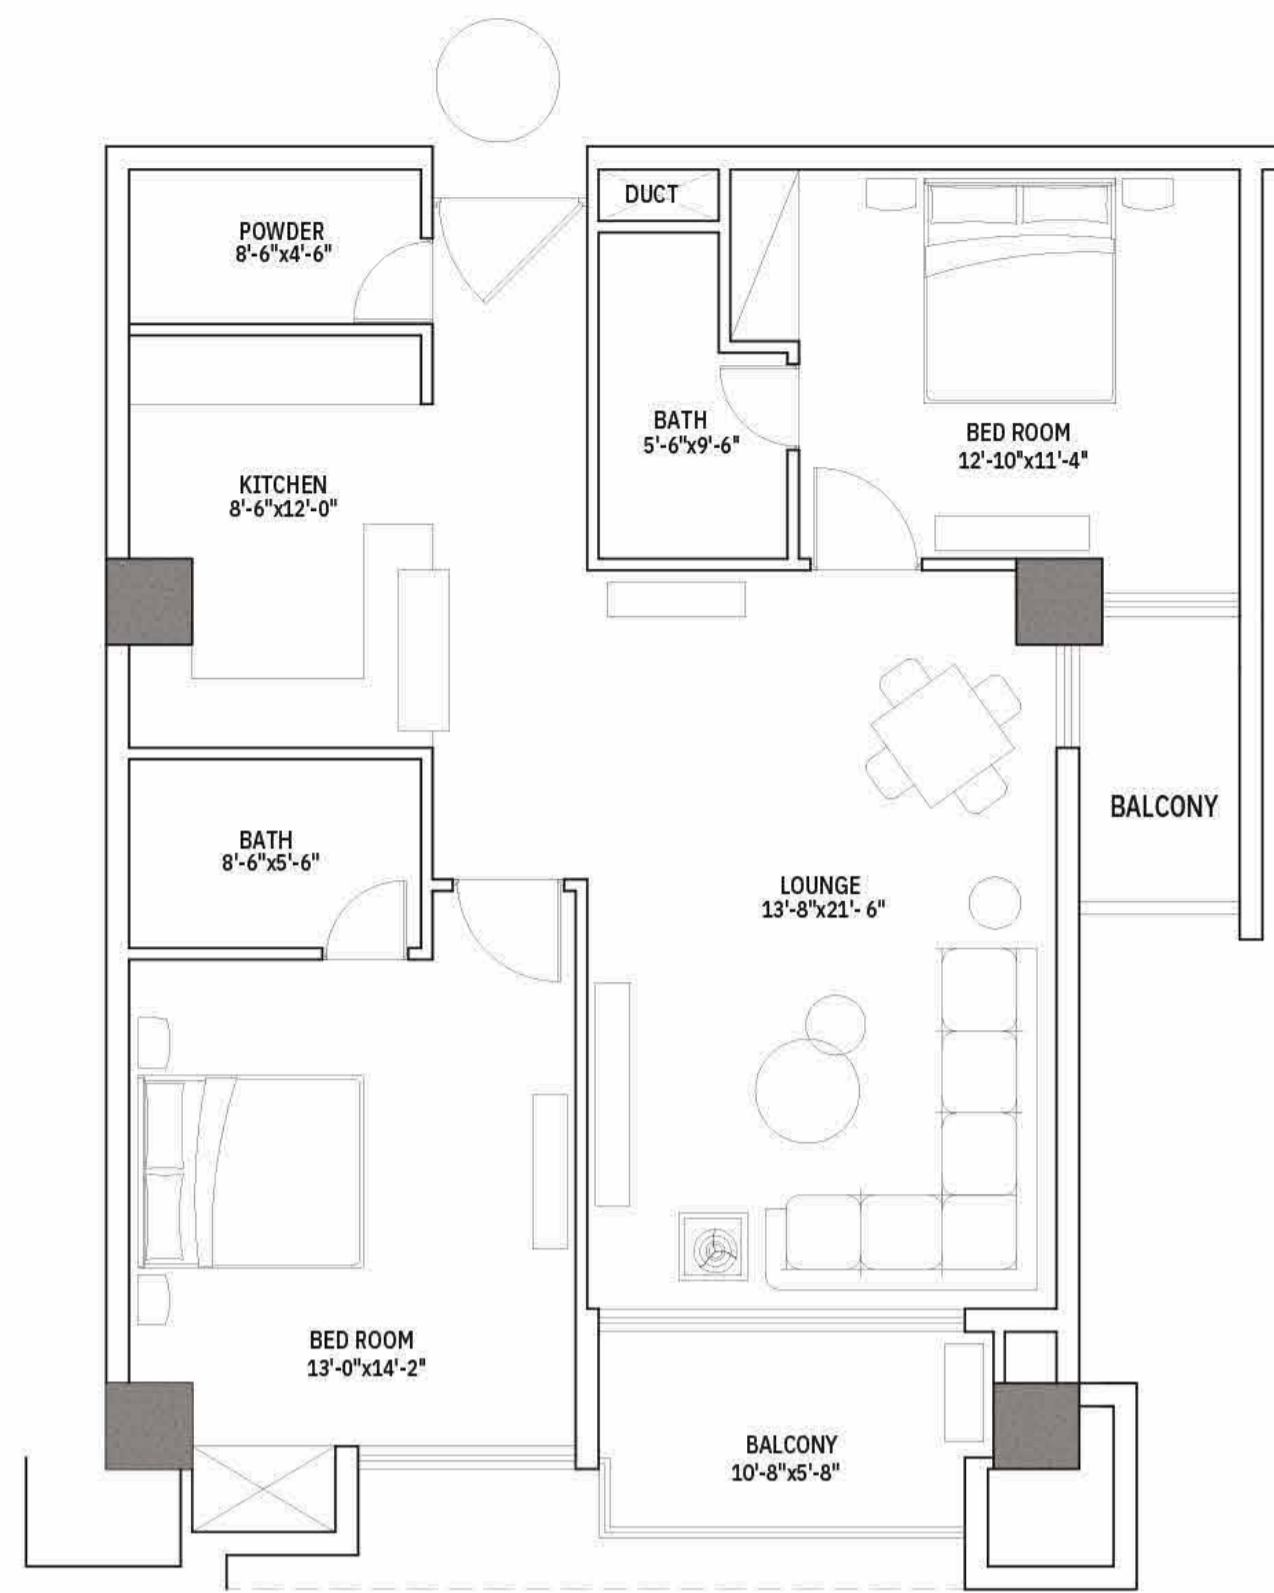 DUCT
POWDER
8'-6"x4'-6"
BATH
5'-6"x9'-6"
BED ROOM
12'-10"x11'-4"
KITCHEN
8'-6"x12'-0"
BALCONY
BATH
8'-6"x5'-6"
LOUNGE
13'-8"x21'- 6"
BED ROOM
13'-0"x14'-2"
BALCONY
10'-8"x5'-8"